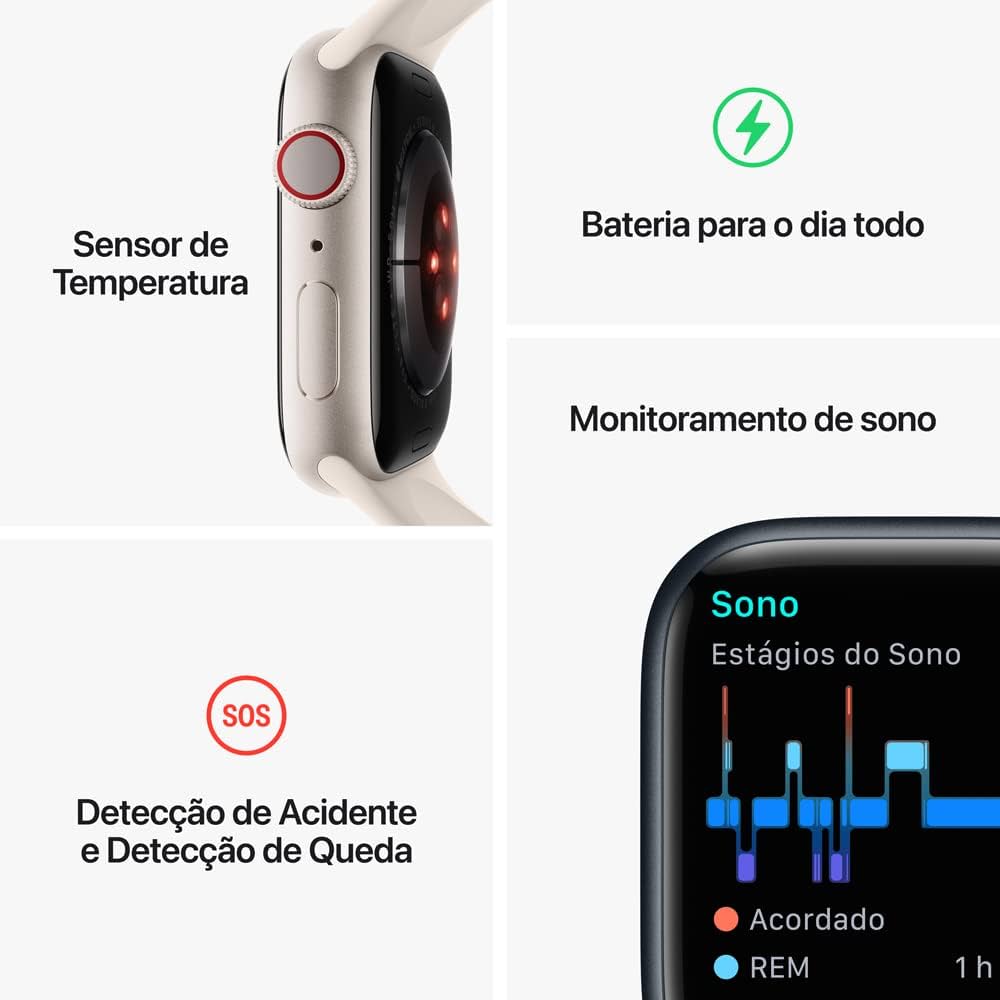 Sensor de
Temperatura
Bateria para o dia todo
Monitoramento de sono
Sono
Estágios do Sono
Acordado
REM 1 h
SOS
Detecção de Acidente
e Detecção de Queda